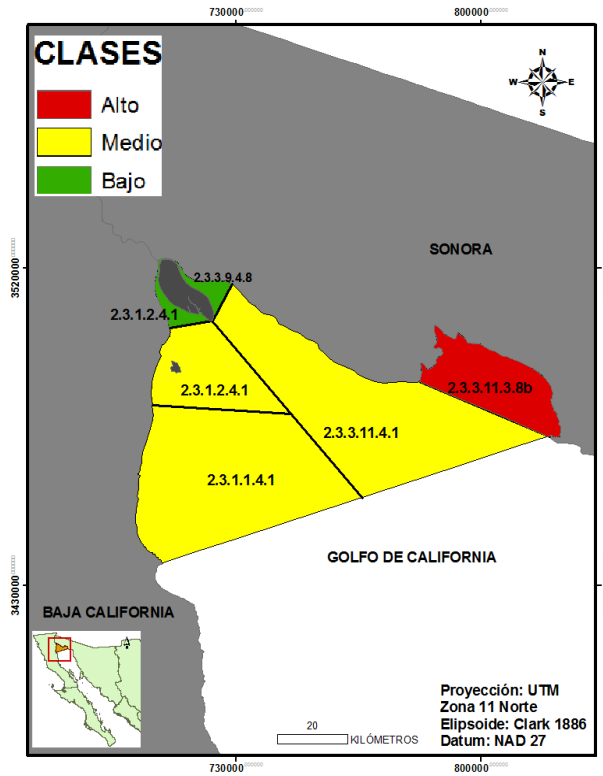 730000 800000
CLASES
Alto
Medio
Bajo
N
W E
S
SONORA
3520000
2.3.3.9.4.8
2.3.1.2.4.1
2.3.3.11.3.8b
2.3.1.2.4.1
2.3.3.11.4.1
2.3.1.1.4.1
GOLFO DE CALIFORNIA
3430000
BAJA CALIFORNIA
Proyección: UTM
Zona 11 Norte
Elipsoide: Clark 1886
Datum: NAD 27
20
KILÓMETROS
730000 800000